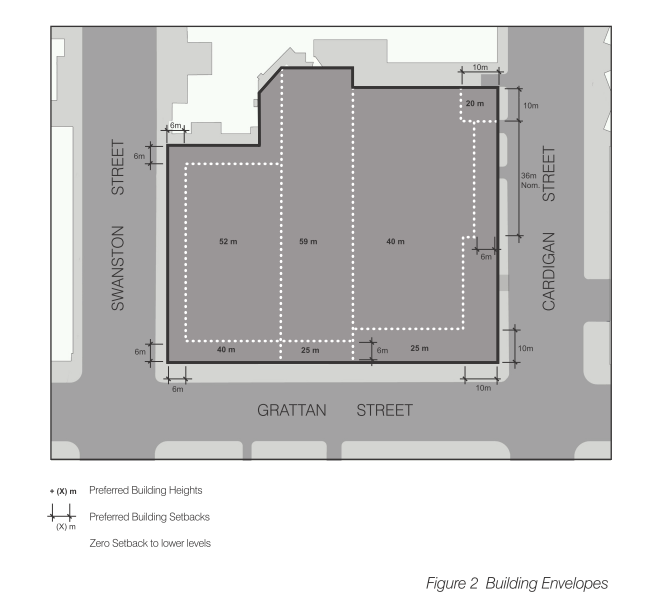 10m
20 m
10m
6m
6m
36m
Nom.
SWANSTON STREET
CARDIGAN STREET
52 m
59 m
40 m
6m
6m
40 m
25 m
6m
25 m
10m
6m
10m
GRATTAN STREET
+ (X) m Preferred Building Heights
(X) m Preferred Building Setbacks
Zero Setback to lower levels
Figure 2 Building Envelopes